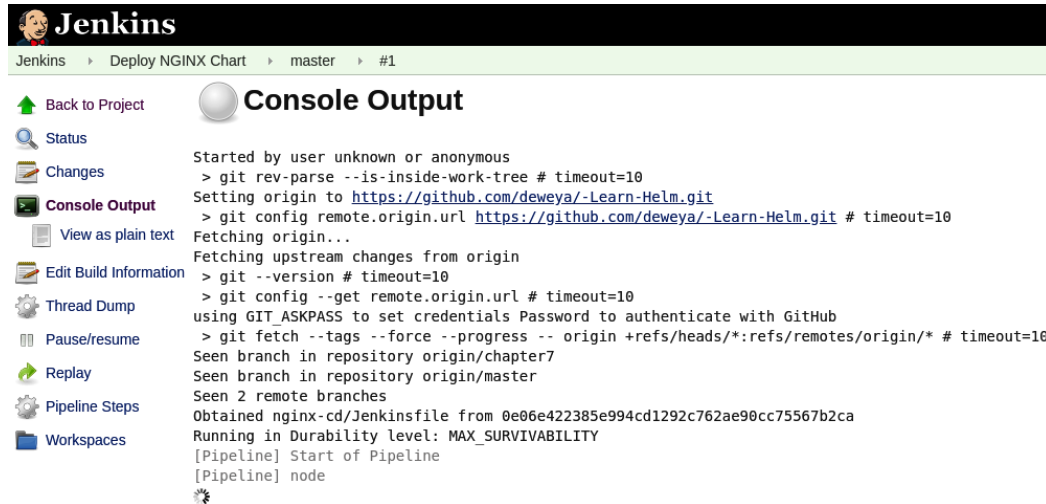 Jenkins
Jenkins Deploy NGINX Chart master #1
Back to Project
Status
Changes
Console Output
View as plain text
Edit Build Information
Thread Dump
Pause/resume
Replay
Pipeline Steps
Workspaces
Console Output
Started by user unknown or anonymous
> git rev-parse --is-inside-work-tree # timeout=10
Setting origin to https://github.com/deweya/-Learn-Helm.git
> git config remote.origin.url https://github.com/deweya/-Learn-Helm.git # timeout=10
Fetching origin...
Fetching upstream changes from origin
> git --version # timeout=10
> git config --get remote.origin.url # timeout=10
using GIT_ASKPASS to set credentials Password to authenticate with GitHub
> git fetch --tags --force --progress -- origin +refs/heads/*:refs/remotes/origin/* # timeout=10
Seen branch in repository origin/chapter7
Seen branch in repository origin/master
Seen 2 remote branches
Obtained nginx-cd/Jenkinsfile from 0e06e422385e994cd1292c762ae90cc75567b2ca
Running in Durability level: MAX_SURVIVABILITY
[Pipeline] Start of Pipeline
[Pipeline] node